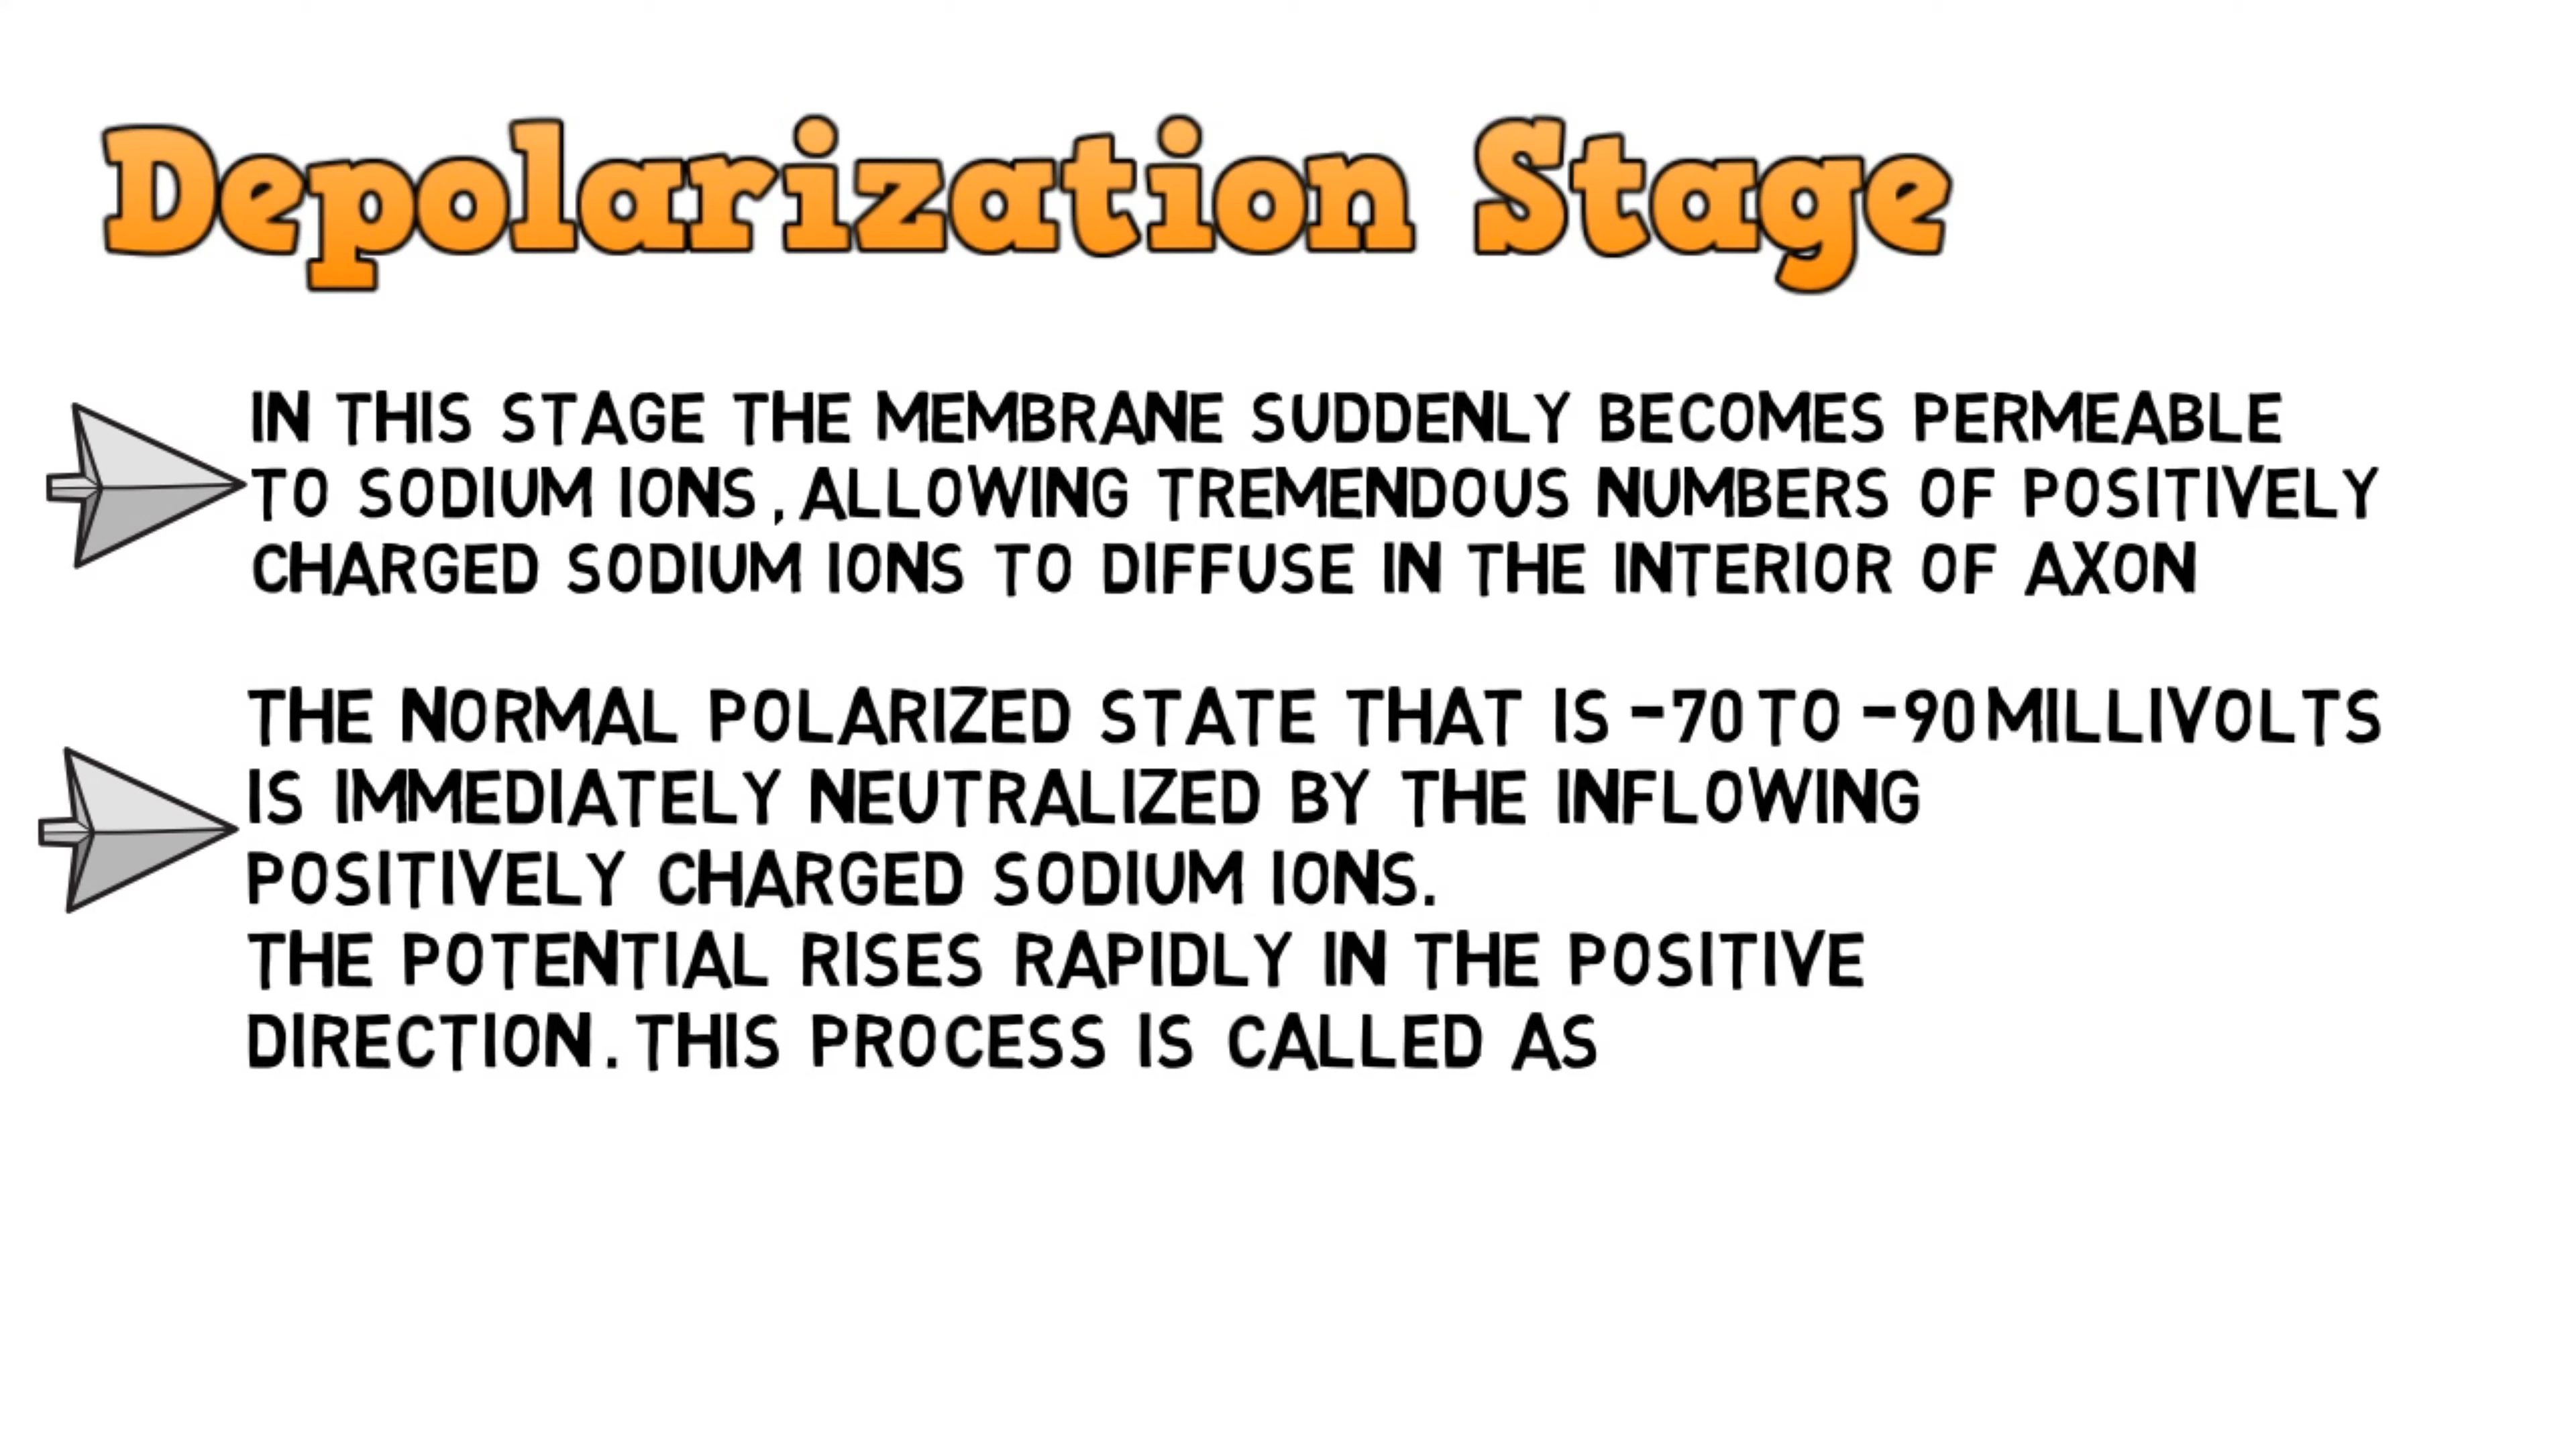 Depolarization Stage
IN THIS STAGE THE MEMBRANE SUDDENLY BECOMES PERMEABLE
TO SODIUM IONS, ALLOWING TREMENDOUS NUMBERS OF POSITIVELY
CHARGED SODIUM IONS TO DIFFUSE IN THE INTERIOR OF AXON
THE NORMAL POLARIZED STATE THAT IS -70 TO -90 MILLIVOLTS
IS IMMEDIATELY NEUTRALIZED BY THE INFLOWING
POSITIVELY CHARGED SODIUM IONS.
THE POTENTIAL RISES RAPIDLY IN THE POSITIVE
DIRECTION. THIS PROCESS IS CALLED AS